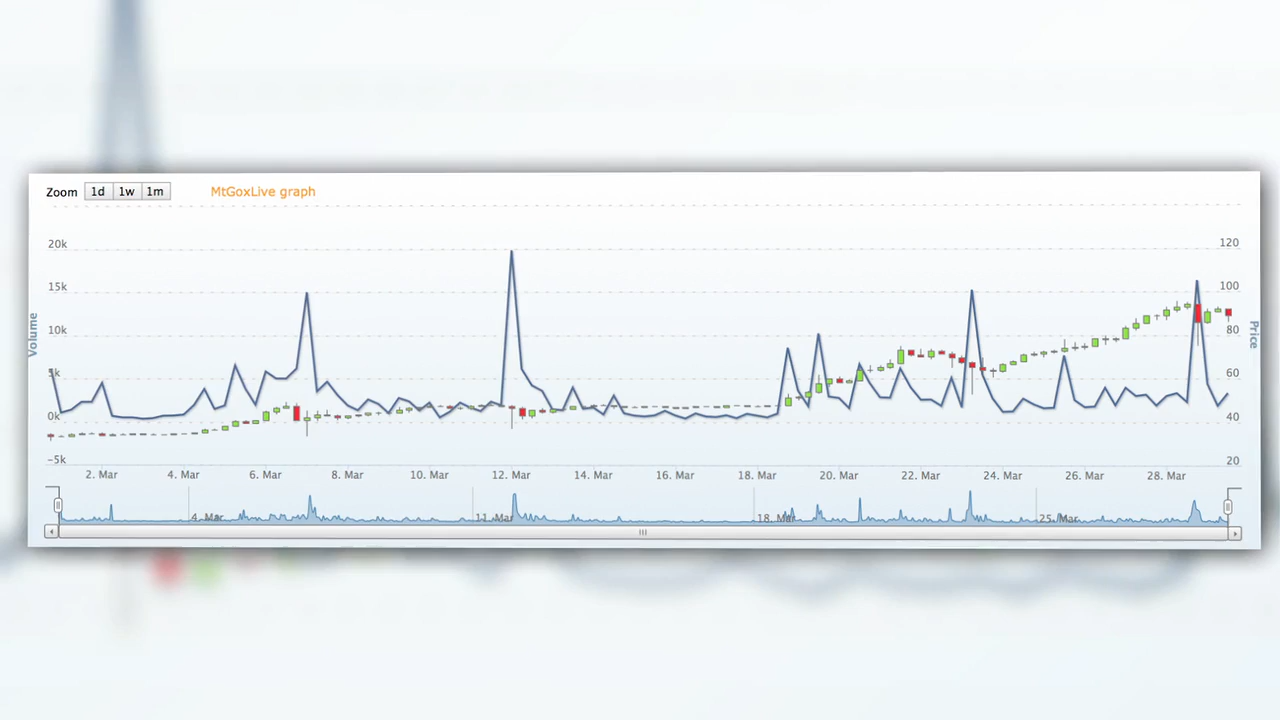 Zoom 1d 1w 1m MtGoxLive graph
20k 120
15k 100
10k 80
5k 60
0k 40
-5k 20
Volume
Price
2. Mar 4. Mar 6. Mar 8. Mar 10. Mar 12. Mar 14. Mar 16. Mar 18. Mar 20. Mar 22. Mar 24. Mar 26. Mar 28. Mar
4. Mar 11. Mar 18. Mar 25. Mar